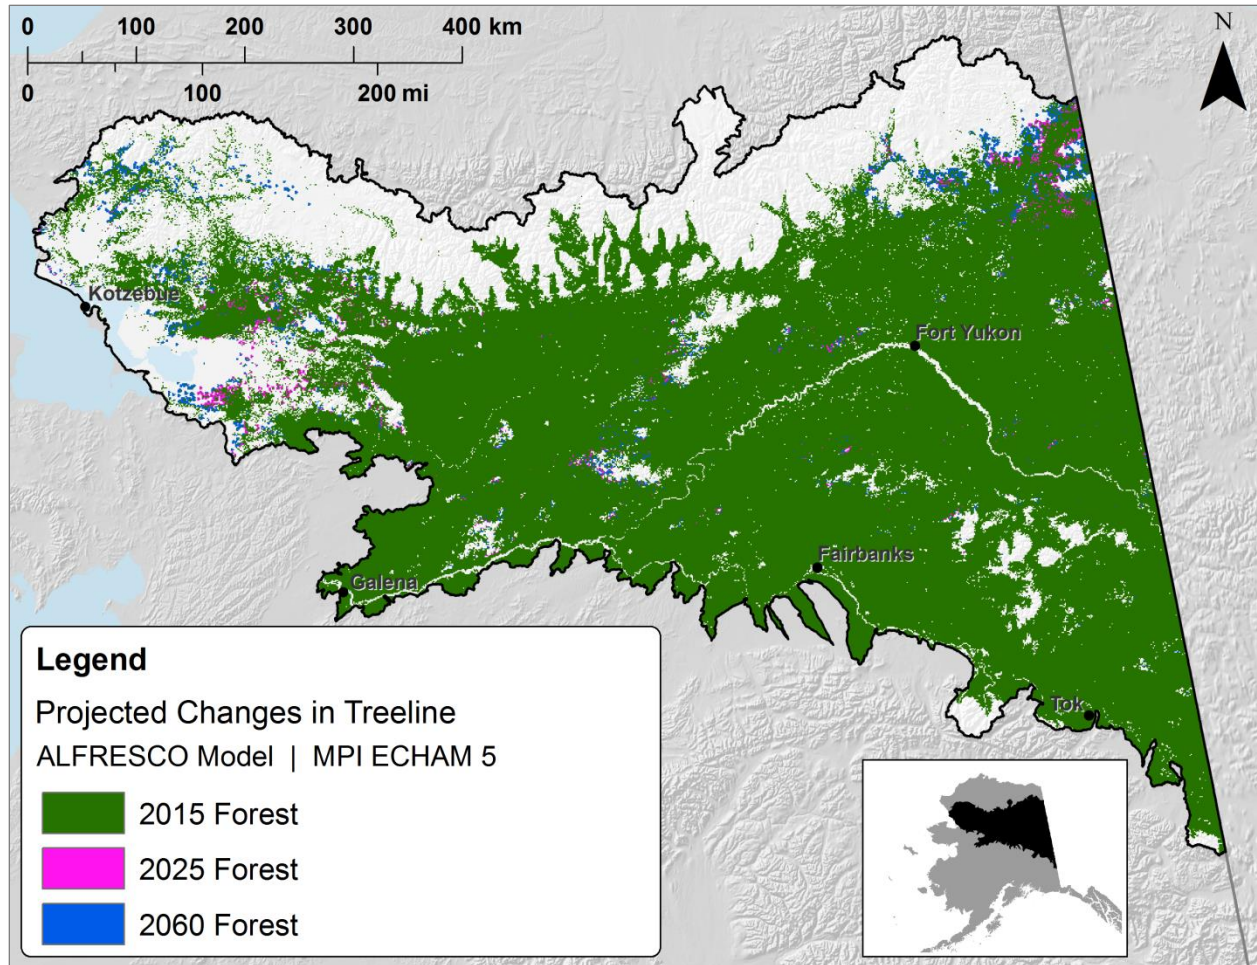 0 100 200 400 km
0 100 200 mi
N
Kotzebue
Fort Yukon
Fairbanks
Galena
Tok
Legend
Projected Changes in Treeline
ALFRESCO Model | MPI ECHAM 5
2015 Forest
2025 Forest
2060 Forest